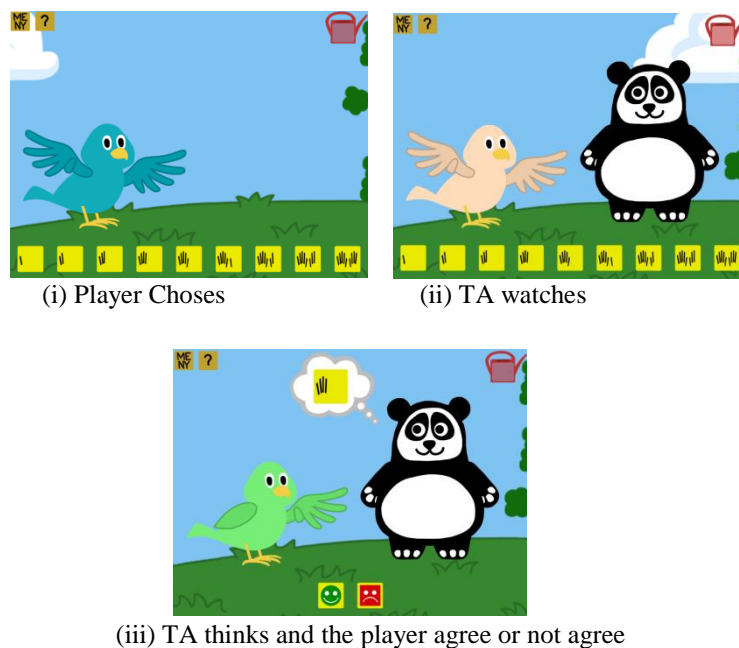 ME
NY
?
ME
NY
?
(i) Player Choses
(ii) TA watches
ME
NY
?
(iii) TA thinks and the player agree or not agree